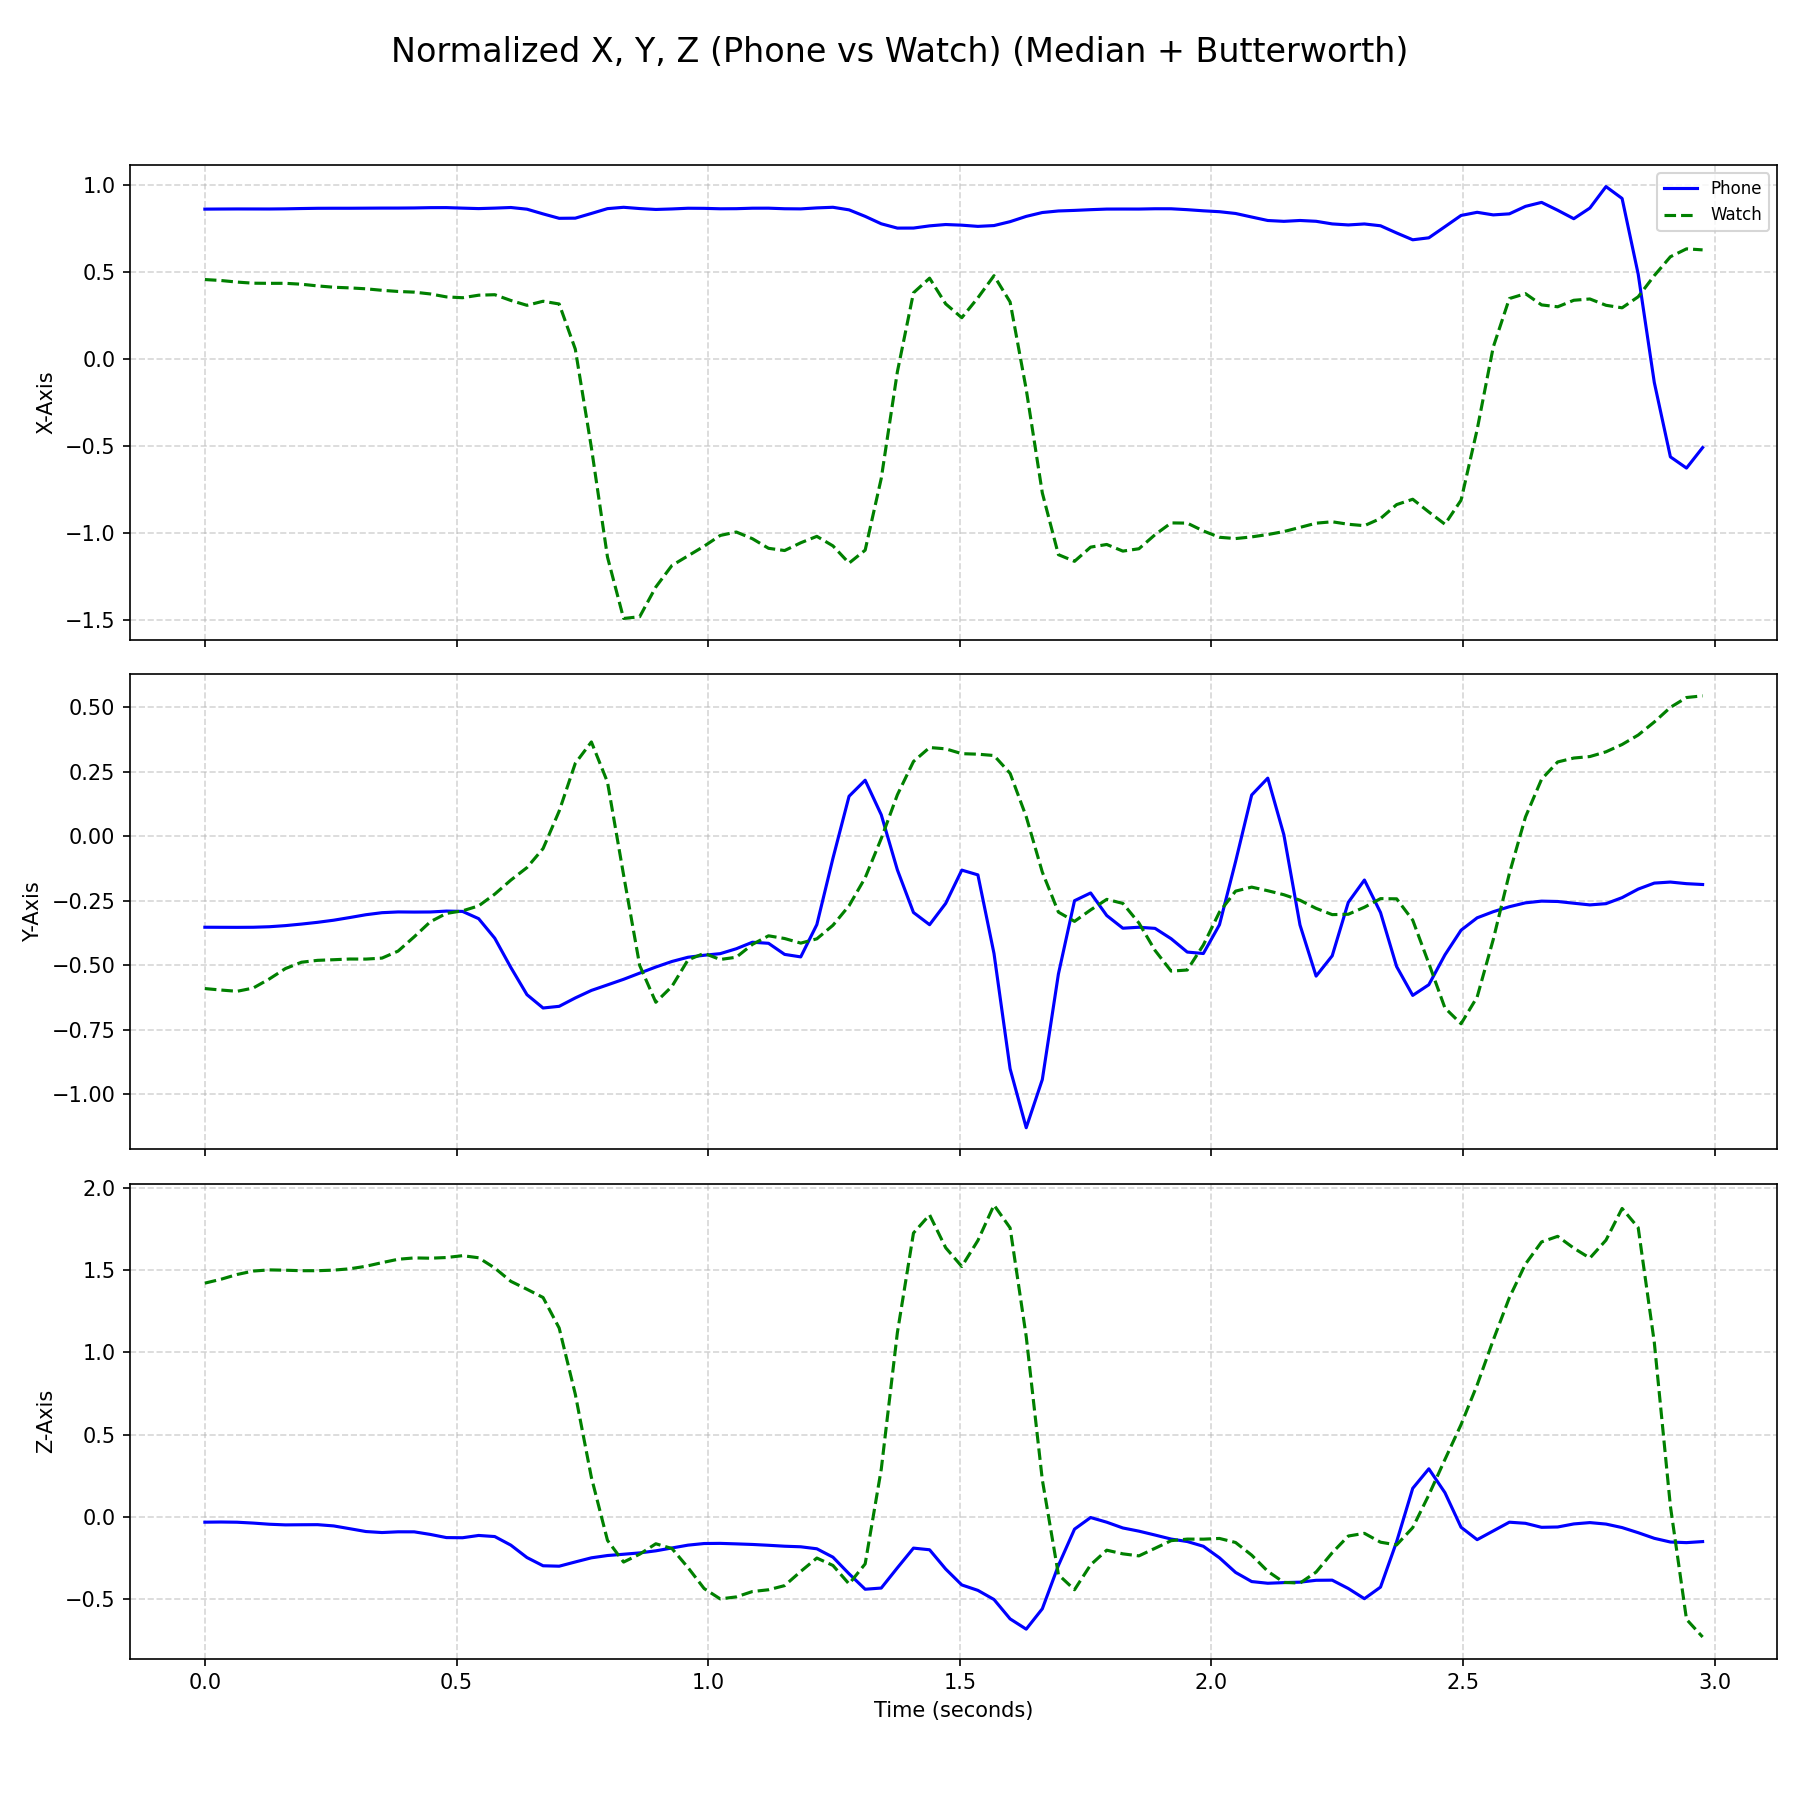 Normalized X, Y, Z (Phone vs Watch) (Median + Butterworth)
Phone
Watch
1.0
0.5
0.0
−0.5
−1.0
−1.5
X-Axis
0.50
0.25
0.00
−0.25
−0.50
−0.75
−1.00
Y-Axis
2.0
1.5
1.0
0.5
0.0
−0.5
Z-Axis
0.0 0.5 1.0 1.5 2.0 2.5 3.0
Time (seconds)